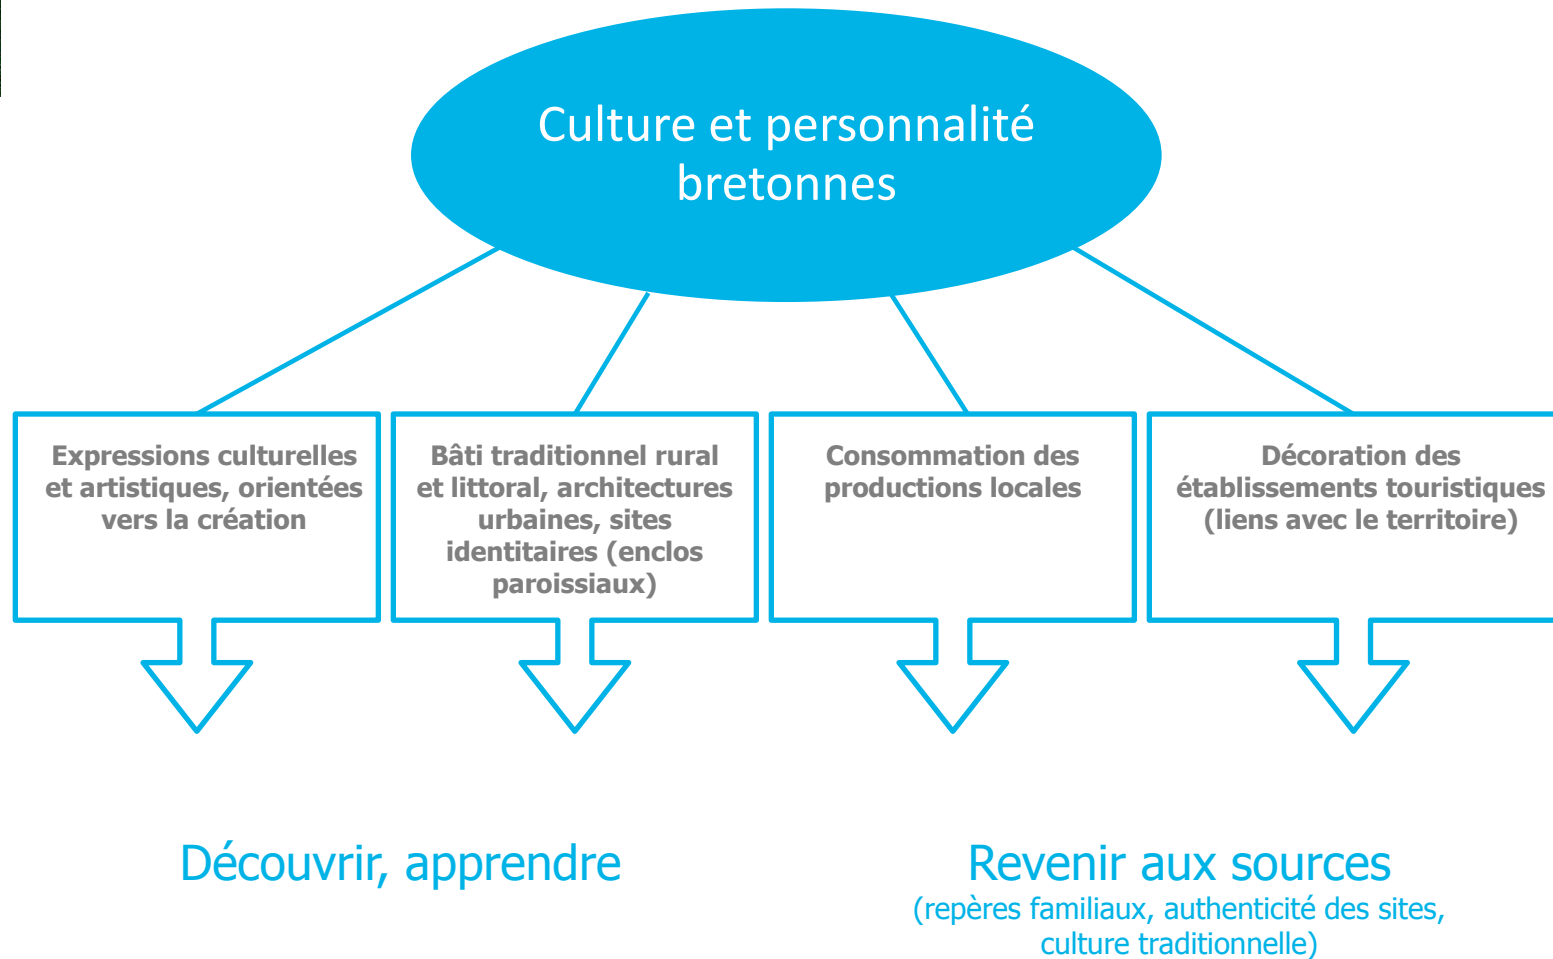 Culture et personnalité
bretonnes
Expressions culturelles
et artistiques, orientées
vers la création
Bâti traditionnel rural
et littoral, architectures
urbaines, sites
identitaires (enclos
paroissiaux)
Consommation des
productions locales
Décoration des
établissements touristiques
(liens avec le territoire)
Découvrir, apprendre
Revenir aux sources
(repères familiaux, authenticité des sites,
culture traditionnelle)